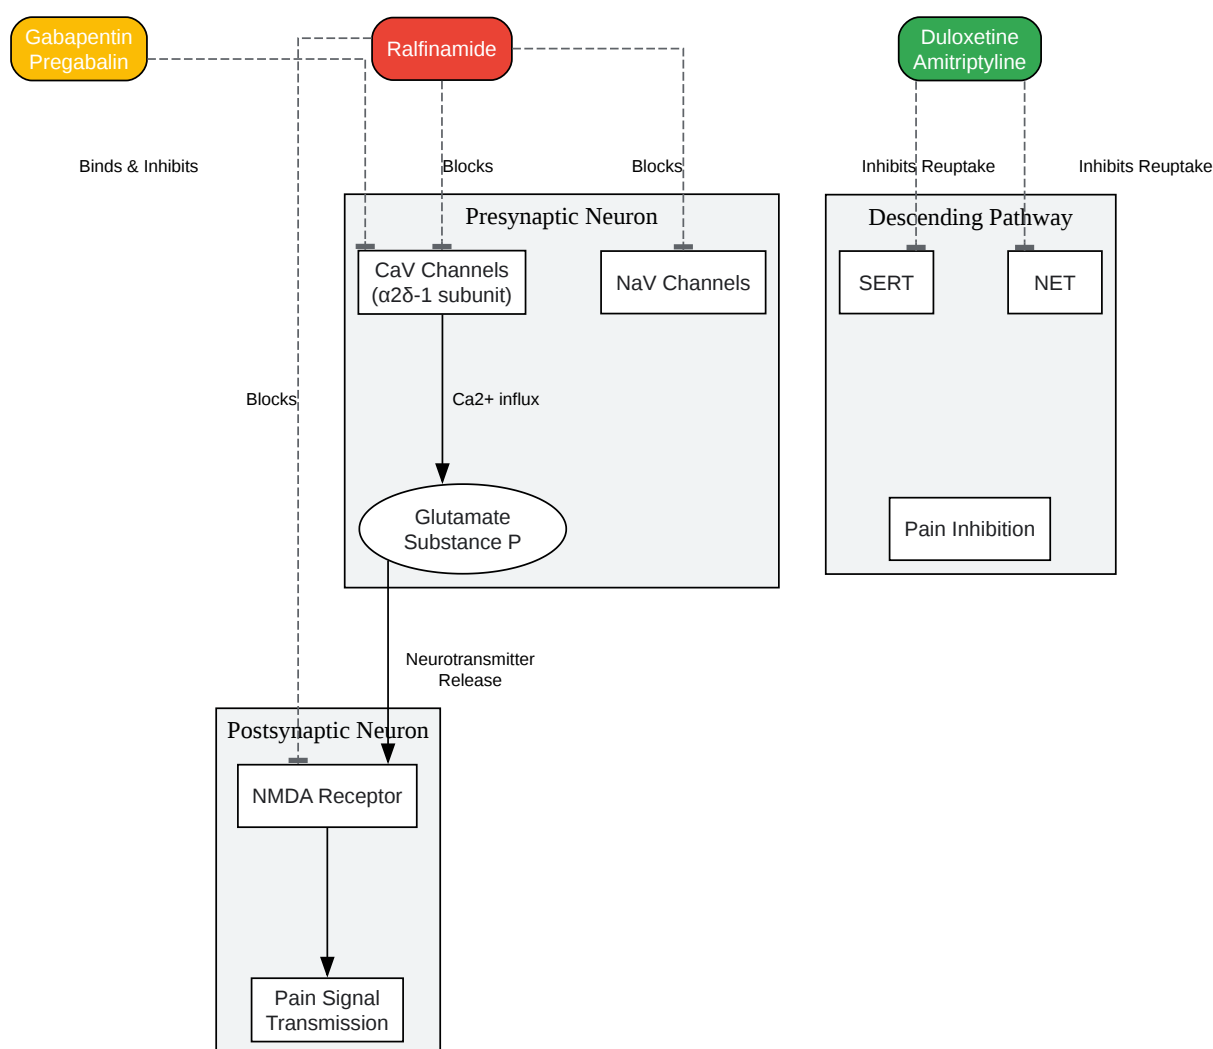 Gabapentin
Pregabalin
Ralfinamide
Duloxetine
Amitriptyline
Binds & Inhibits
Blocks
Blocks
Inhibits Reuptake
Inhibits Reuptake
Presynaptic Neuron
Descending Pathway
CaV Channels
(α2δ-1 subunit)
NaV Channels
SERT
NET
Blocks
Ca2+ influx
Glutamate
Substance P
Pain Inhibition
Neurotransmitter
Release
Postsynaptic Neuron
NMDA Receptor
Pain Signal
Transmission